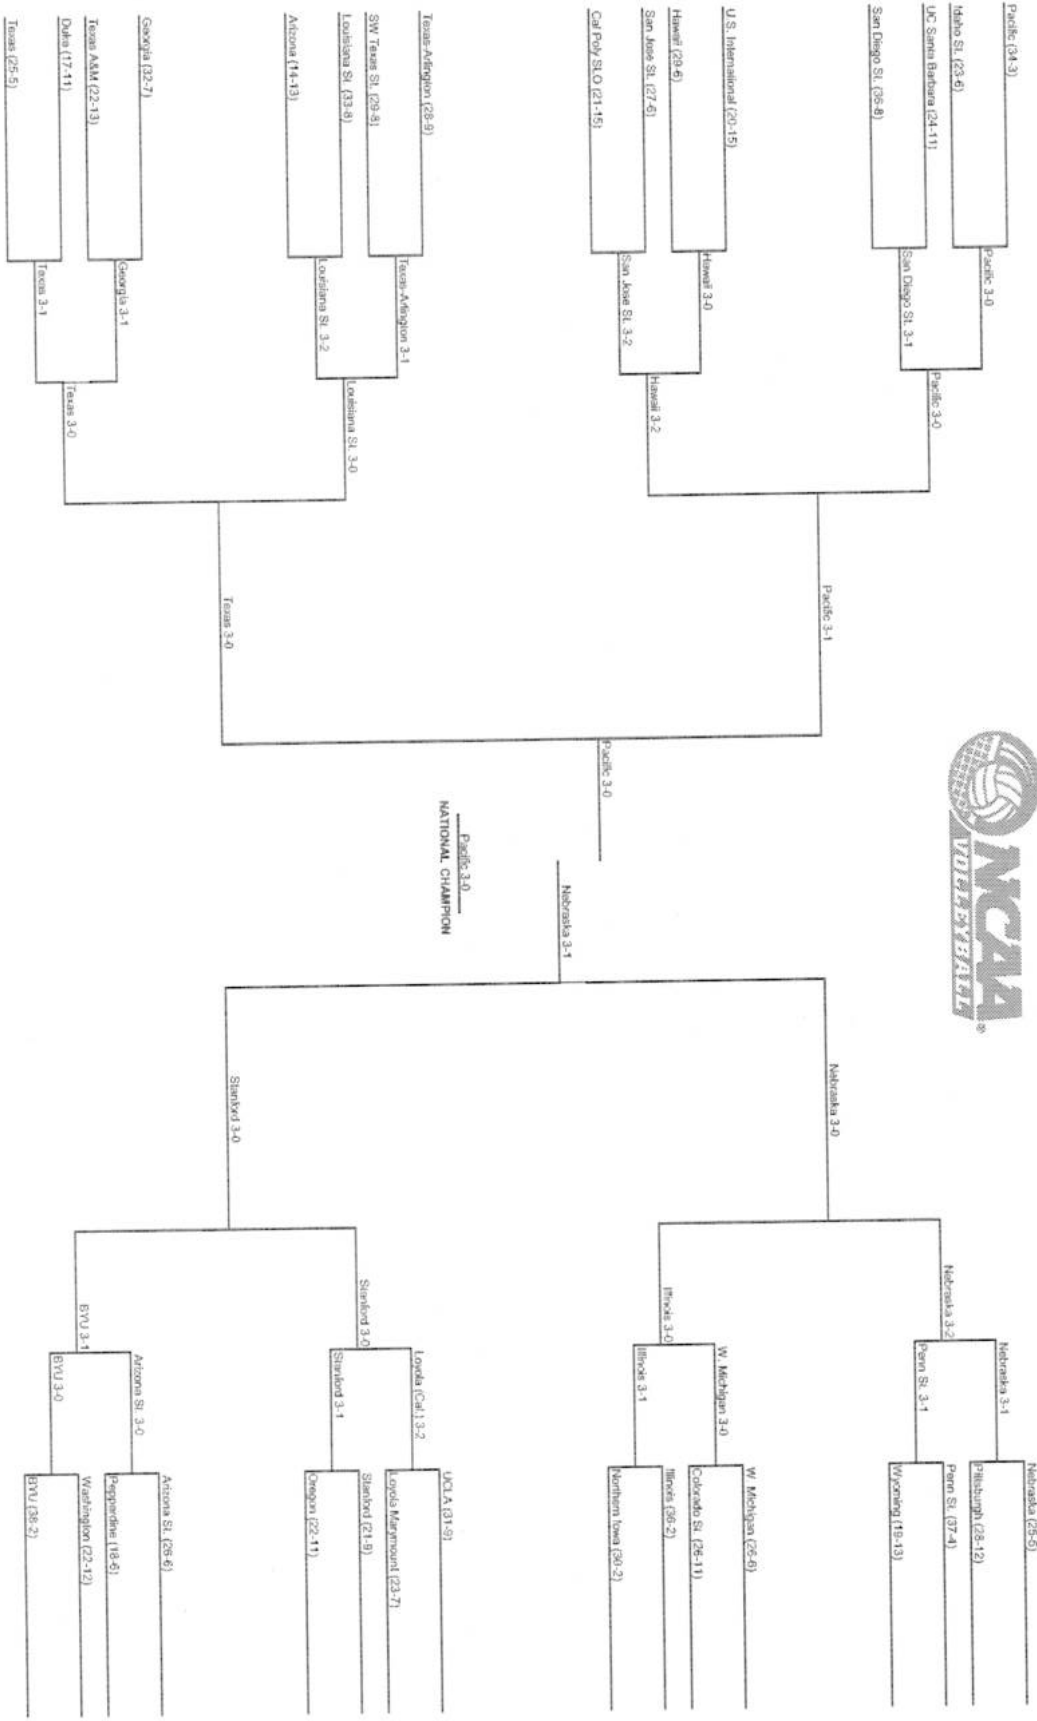 Pacific (34-3)
Idaho St. (23-6)
UC Santa Barbara (24-11)
San Diego St. (36-8)
U.S. International (20-15)
Hawaii (29-6)
San Jose St. (27-6)
Cal Poly SLO (21-15)
Texas-Arlington (28-9)
SW Texas St. (29-8)
Louisiana St. (33-8)
Arizona (14-13)
Georgia (32-7)
Texas A&M (22-13)
Duke (17-11)
Texas (25-5)
Pacific 3-0
San Diego St. 3-1
Hawaii 3-0
San Jose St. 3-2
Texas-Arlington 3-1
Louisiana St. 3-2
Georgia 3-1
Texas 3-1
Pacific 3-0
Hawaii 3-2
Louisiana St. 3-0
Texas 3-0
Pacific 3-1
Texas 3-0
Pacific 3-0
NCAA
VOLLEYBALL
®
Pacific 3-0
NATIONAL CHAMPION
Nebraska 3-1
Nebraska 3-0
Stanford 3-0
Nebraska 3-2
Illinois 3-0
Stanford 3-0
BYU 3-1
Nebraska 3-1
Penn St. 3-1
W. Michigan 3-0
Illinois 3-1
Loyola (Cal.) 3-2
Stanford 3-1
Arizona St. 3-0
BYU 3-0
Nebraska (25-5)
Pittsburgh (28-12)
Penn St. (37-4)
Wyoming (19-13)
W. Michigan (26-6)
Colorado St. (26-11)
Illinois (36-2)
Northern Iowa (30-2)
UCLA (31-9)
Loyola Marymount (23-7)
Stanford (21-9)
Oregon (22-11)
Arizona St. (26-6)
Pepperdine (18-6)
Washington (22-12)
BYU (38-2)